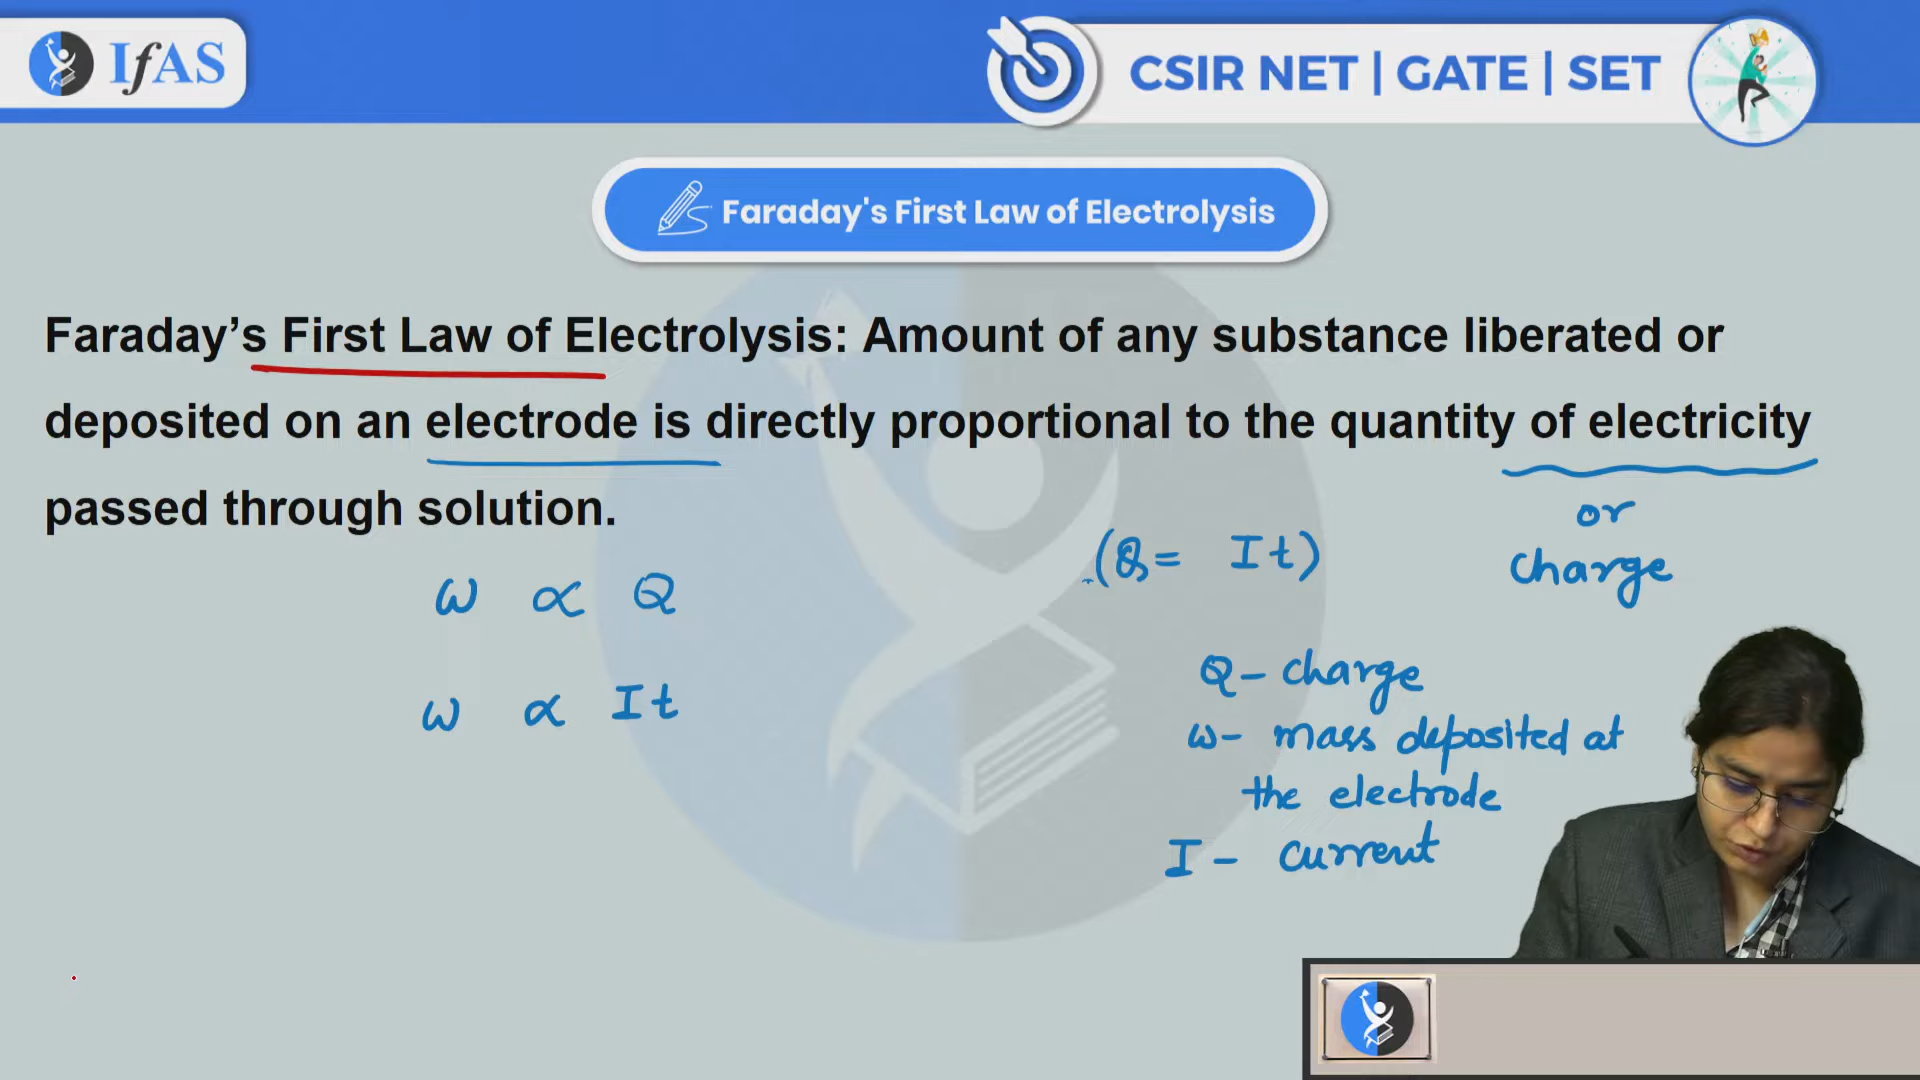 IfAS
CSIR NET | GATE | SET
Faraday's First Law of Electrolysis
Faraday’s First Law of Electrolysis: Amount of any substance liberated or
deposited on an electrode is directly proportional to the quantity of electricity
passed through solution.
or
charge
(Q = It)
W ∝ Q
W ∝ It
Q - charge
W - mass deposited at
the electrode
I - current